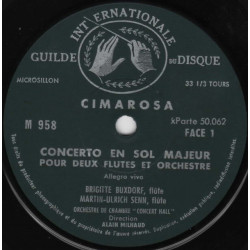 INTERNATIONALE
GUILDE DU DISQUE
MICROSILLON
33 1/3 TOURS
CIMAROSA
M 958
kParte 50.062
FACE 1
CONCERTO EN SOL MAJEUR
POUR DEUX FLUTES ET ORCHESTRE
Allegro vivo
BRIGITTE BUXDORF, flûte
MARTIN-ULRICH SENN, flûte
ORCHESTRE DE CHAMBRE "CONCERT HALL"
Direction
ALAIN MILHAUD